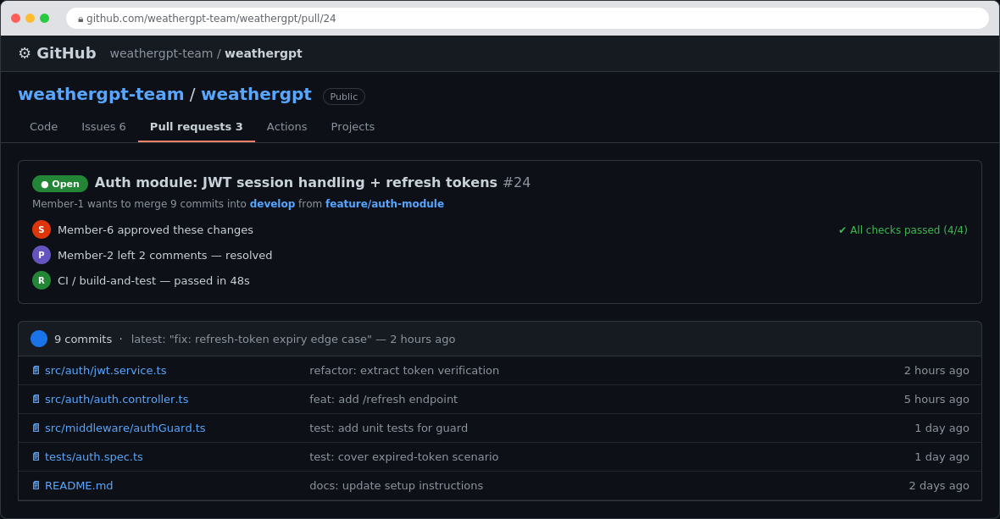 github.com/weathergpt-team/weathergpt/pull/24
GitHub weathergpt-team / weathergpt
weathergpt-team / weathergpt Public
Code Issues 6 Pull requests 3 Actions Projects
Open Auth module: JWT session handling + refresh tokens #24
Member-1 wants to merge 9 commits into develop from feature/auth-module
S Member-6 approved these changes ✔ All checks passed (4/4)
P Member-2 left 2 comments — resolved
R CI / build-and-test — passed in 48s
9 commits · latest: "fix: refresh-token expiry edge case" — 2 hours ago
src/auth/jwt.service.ts refactor: extract token verification 2 hours ago
src/auth/auth.controller.ts feat: add /refresh endpoint 5 hours ago
src/middleware/authGuard.ts test: add unit tests for guard 1 day ago
tests/auth.spec.ts test: cover expired-token scenario 1 day ago
README.md docs: update setup instructions 2 days ago